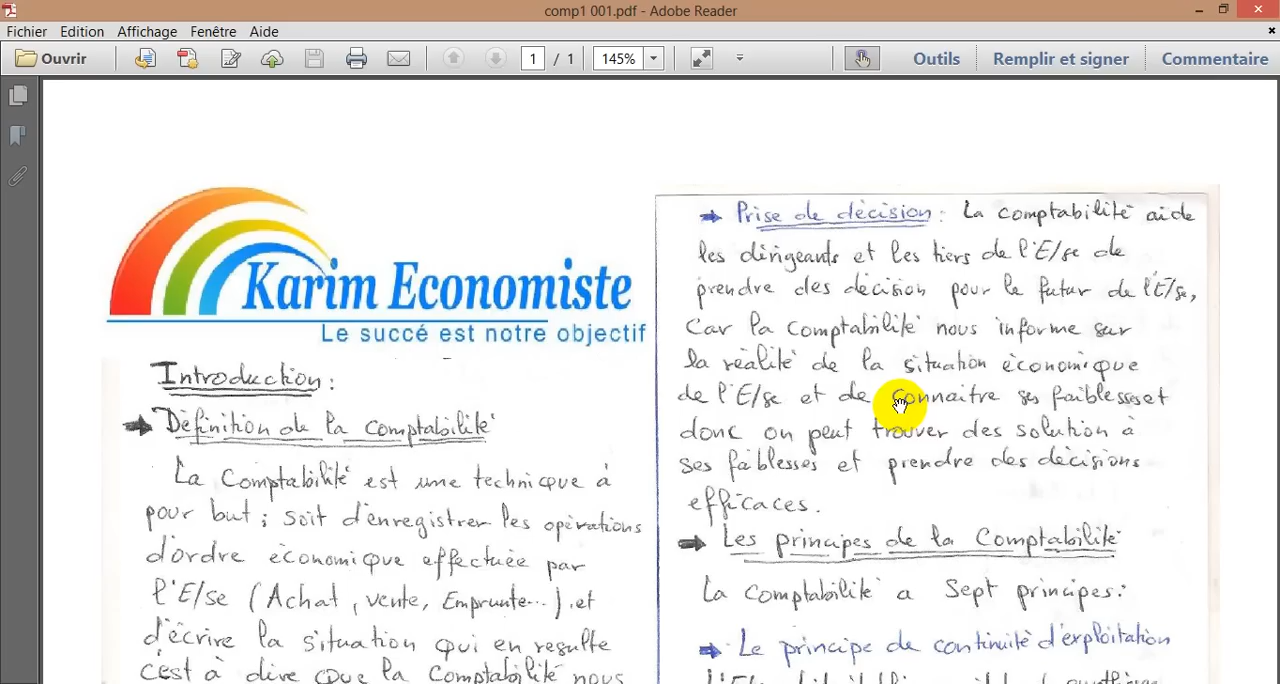 comp1 001.pdf - Adobe Reader
Fichier Edition Affichage Fenêtre Aide
Ouvrir 1 / 1 145% Outils Remplir et signer Commentaire
Karim Economiste
Le succé est notre objectif
Introduction :
Définition de la comptabilité
La Comptabilité est une technique à
pour but ; soit d'enregistrer les opérations
d'ordre économique effectuée par
l'E/se (Achat, vente, Emprunte...), et
d'écrire la situation qui en resulte
c'est à dire que la Comptabilité nous
Prise de décision : La comptabilité aide
les dirigeants et les tiers de l'E/se de
prendre des décision pour le futur de l'E/se,
Car la comptabilité nous informe sur
la réalité de la situation économique
de l'E/se et de connaitre ses faiblesses et
donc on peut trouver des solution à
ses faiblesses et prendre des décisions
efficaces.
Les principes de la Comptabilité
La comptabilité a Sept principes :
Le principe de continuité d'exploitation